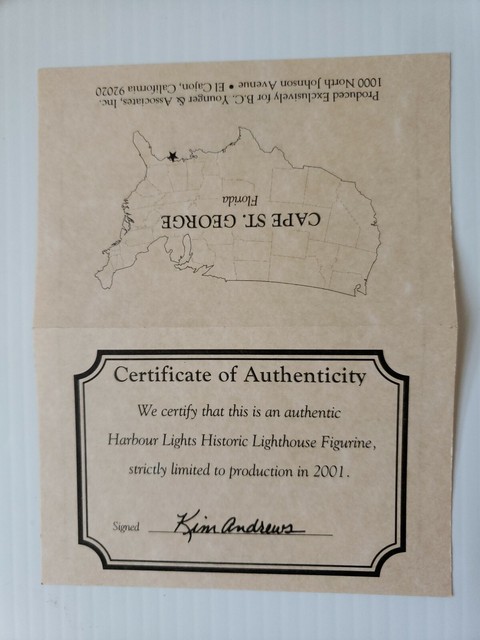 Produced Exclusively for B.C. Younger & Associates, Inc.
1000 North Johnson Avenue • El Cajon, California 92020
CAPE ST. GEORGE
Florida
Certificate of Authenticity
We certify that this is an authentic
Harbour Lights Historic Lighthouse Figurine,
strictly limited to production in 2001.
Signed Kim Andrews